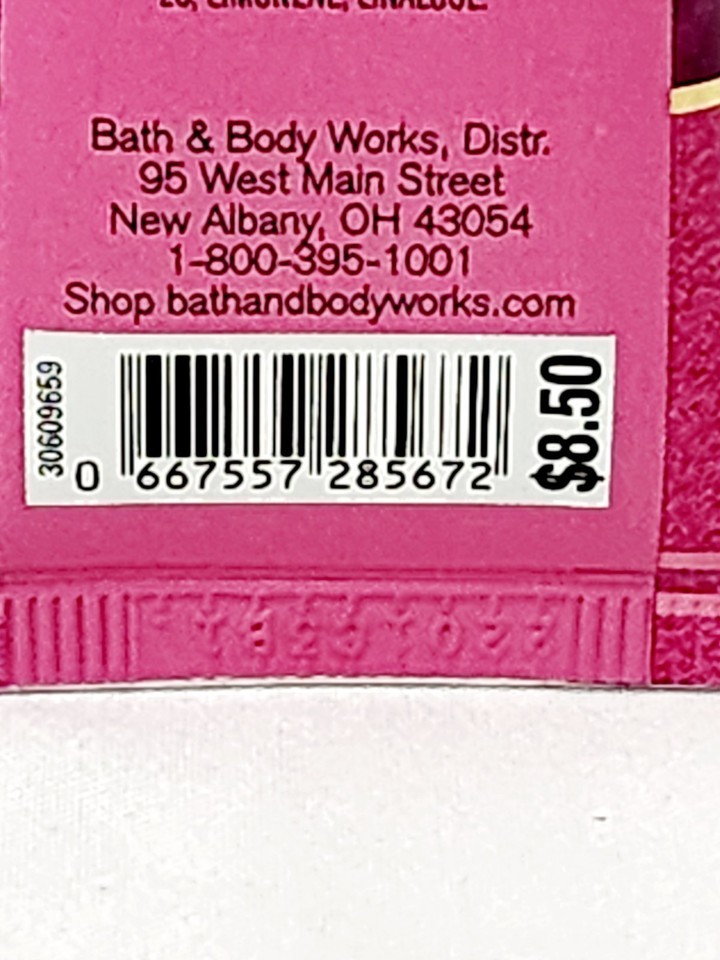 Bath & Body Works, Distr.
95 West Main Street
New Albany, OH 43054
1-800-395-1001
Shop bathandbodyworks.com
30609659
0 667557 285672
$8.50